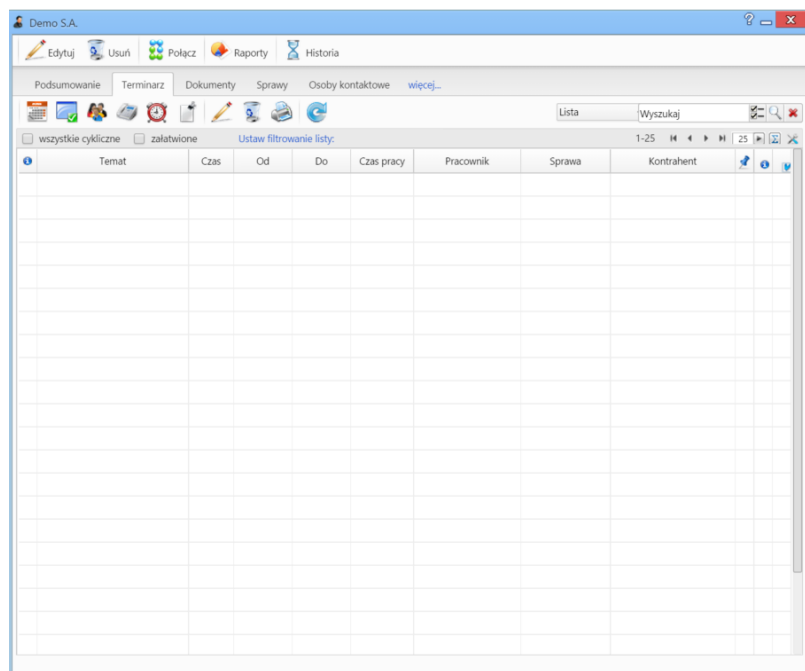 Demo S.A.
Edytuj Usuń Połącz Raporty Historia
Podsumowanie Terminarz Dokumenty Sprawy Osoby kontaktowe więcej...
Lista Wyszukaj
wszystkie cykliczne załatwione Ustaw filtrowanie listy: 1-25 25
Temat Czas Od Do Czas pracy Pracownik Sprawa Kontrahent